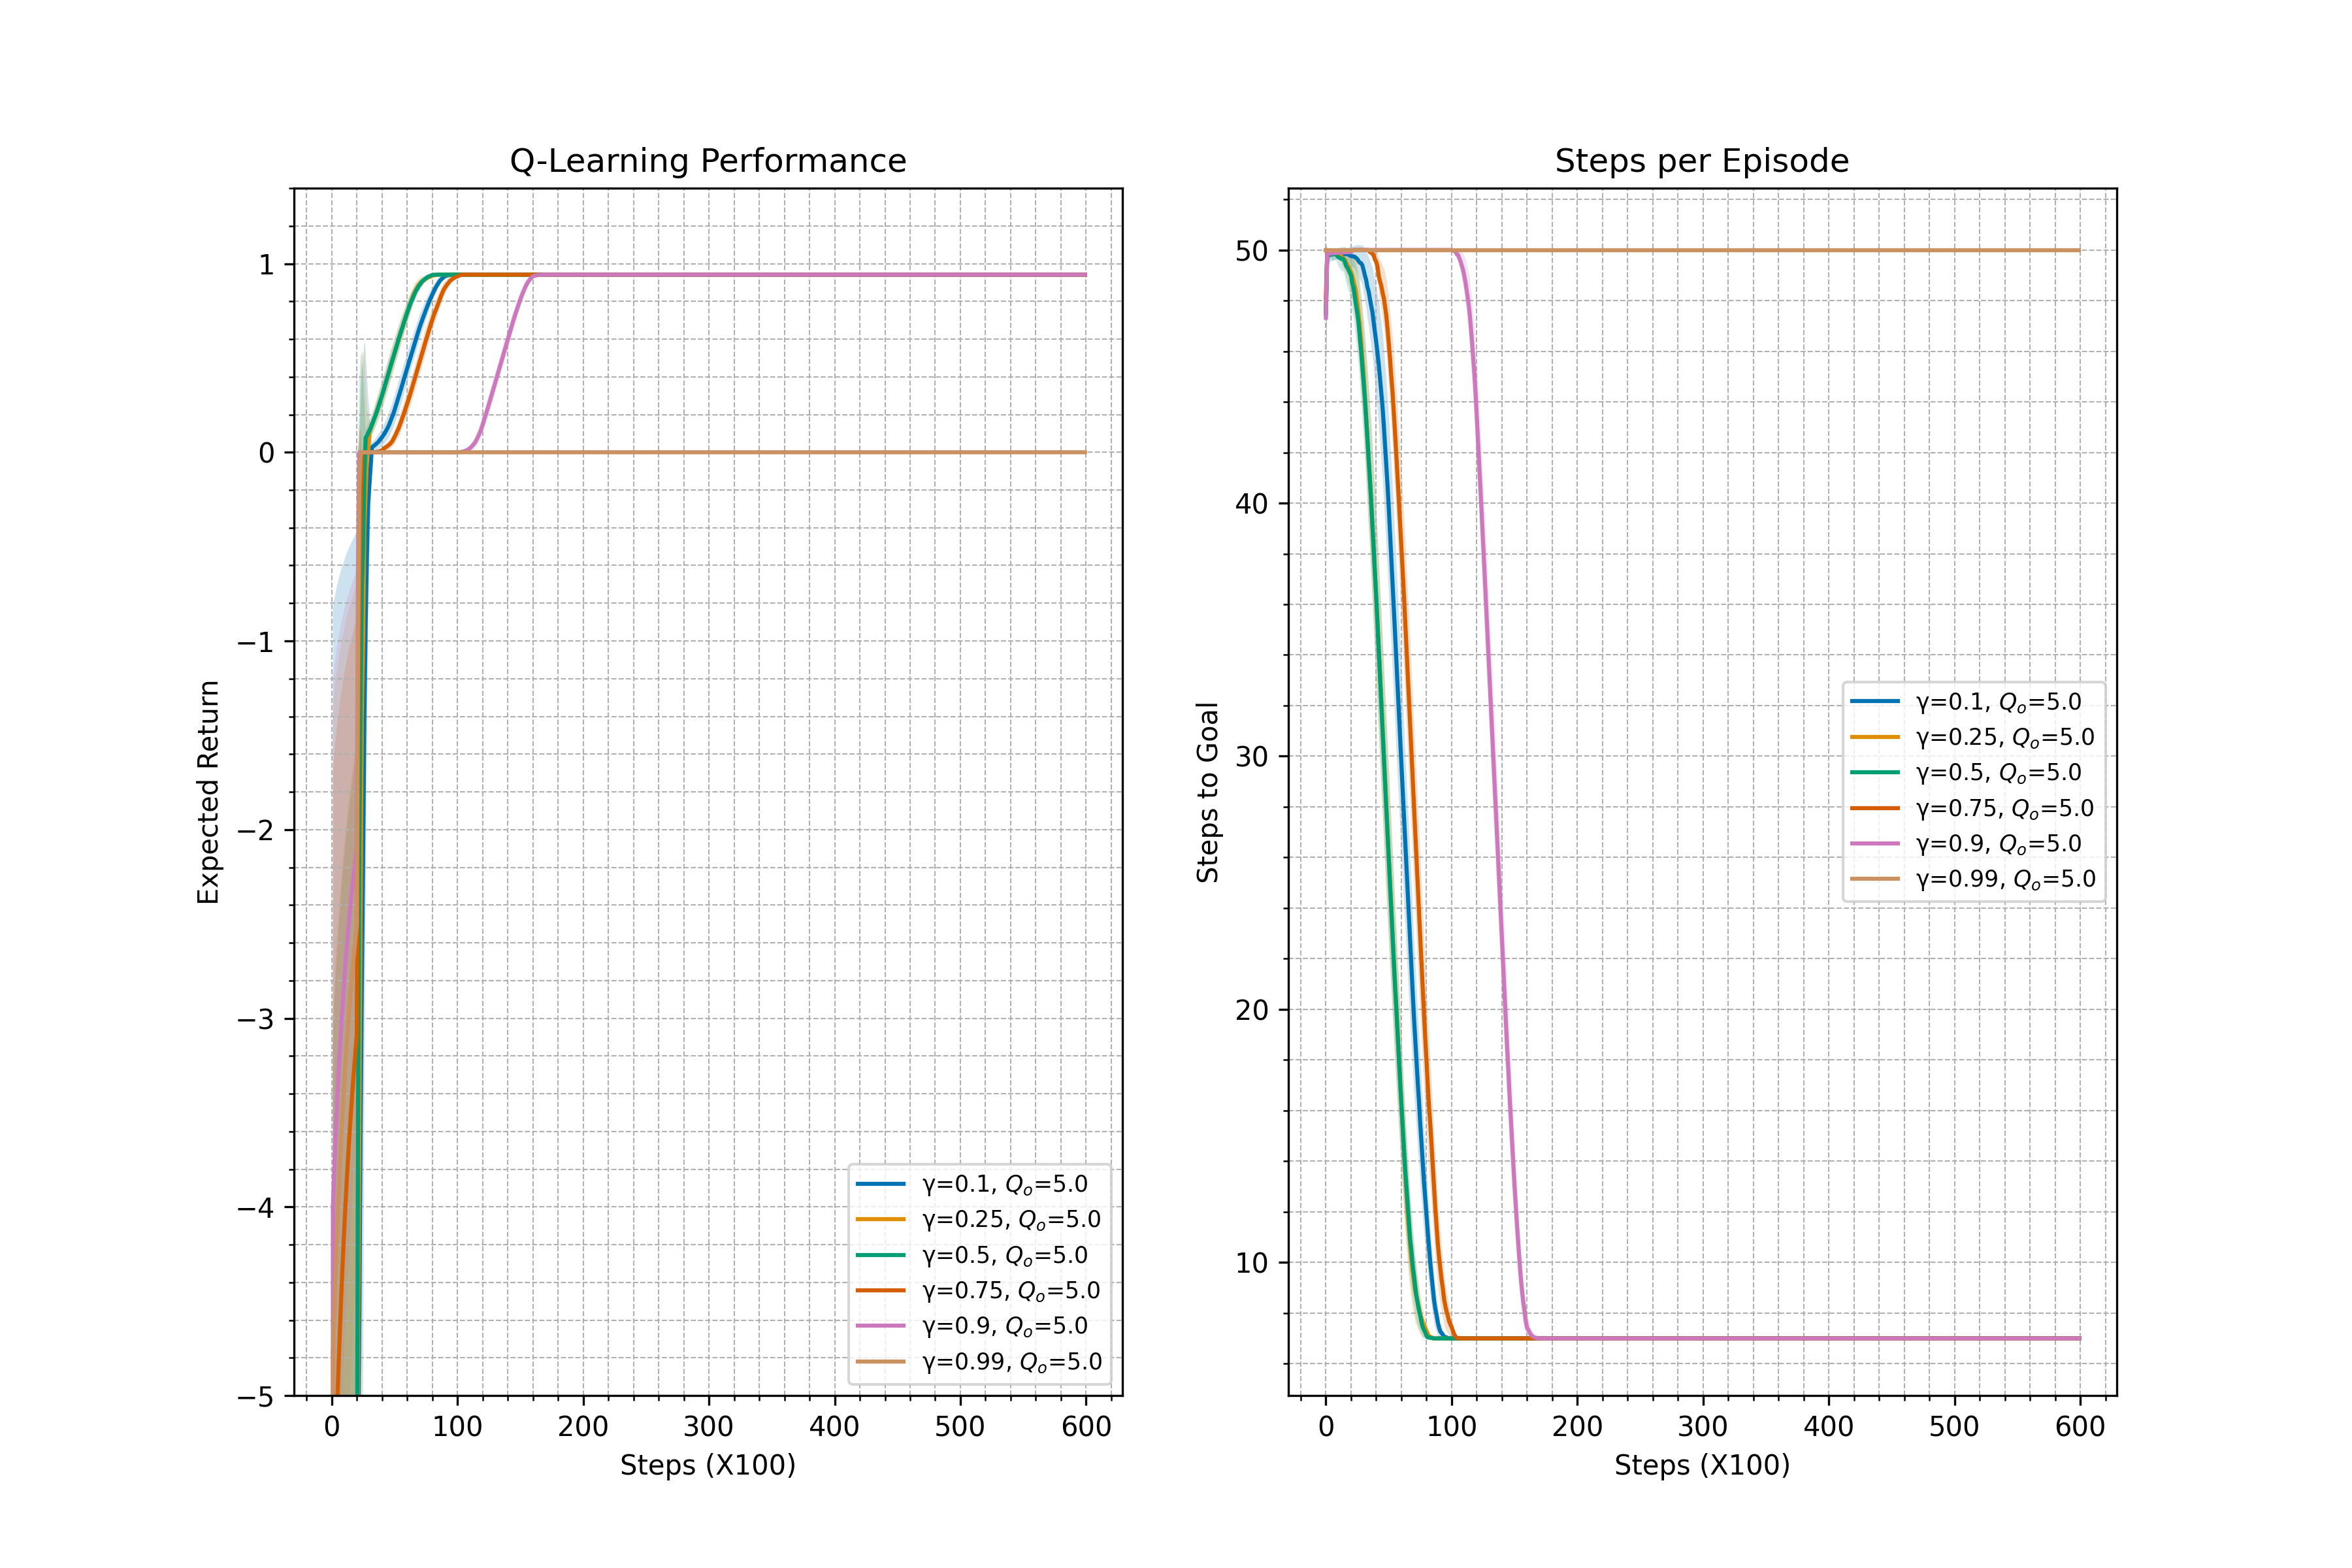 Q-Learning Performance
Expected Return
1
0
−1
−2
−3
−4
−5
0 100 200 300 400 500 600
Steps (X100)
γ=0.1, Qo=5.0
γ=0.25, Qo=5.0
γ=0.5, Qo=5.0
γ=0.75, Qo=5.0
γ=0.9, Qo=5.0
γ=0.99, Qo=5.0
Steps per Episode
Steps to Goal
50
40
30
20
10
0 100 200 300 400 500 600
Steps (X100)
γ=0.1, Qo=5.0
γ=0.25, Qo=5.0
γ=0.5, Qo=5.0
γ=0.75, Qo=5.0
γ=0.9, Qo=5.0
γ=0.99, Qo=5.0